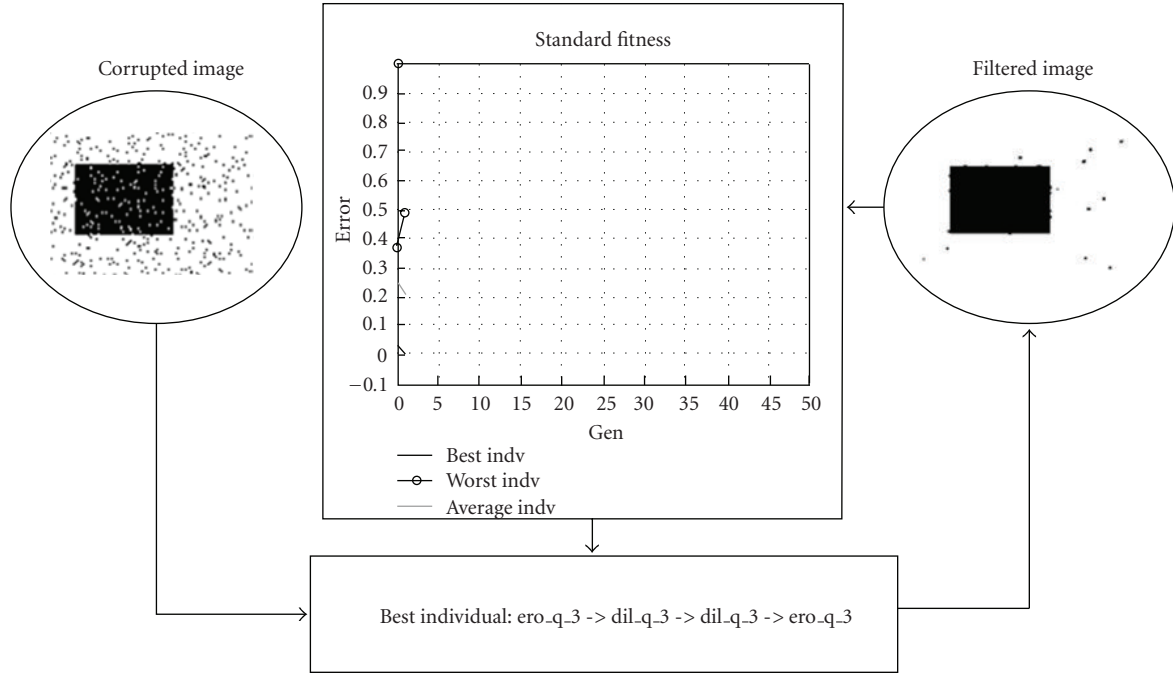 Standard fitness
Corrupted image
Filtered image
0.9
0.8
0.7
0.6
0.5
0.4
0.3
0.2
0.1
0
−0.1
Error
0 5 10 15 20 25 30 35 40 45 50
Gen
Best indv
Worst indv
Average indv
Best individual: ero_q_3 -> dil_q_3 -> dil_q_3 -> ero_q_3